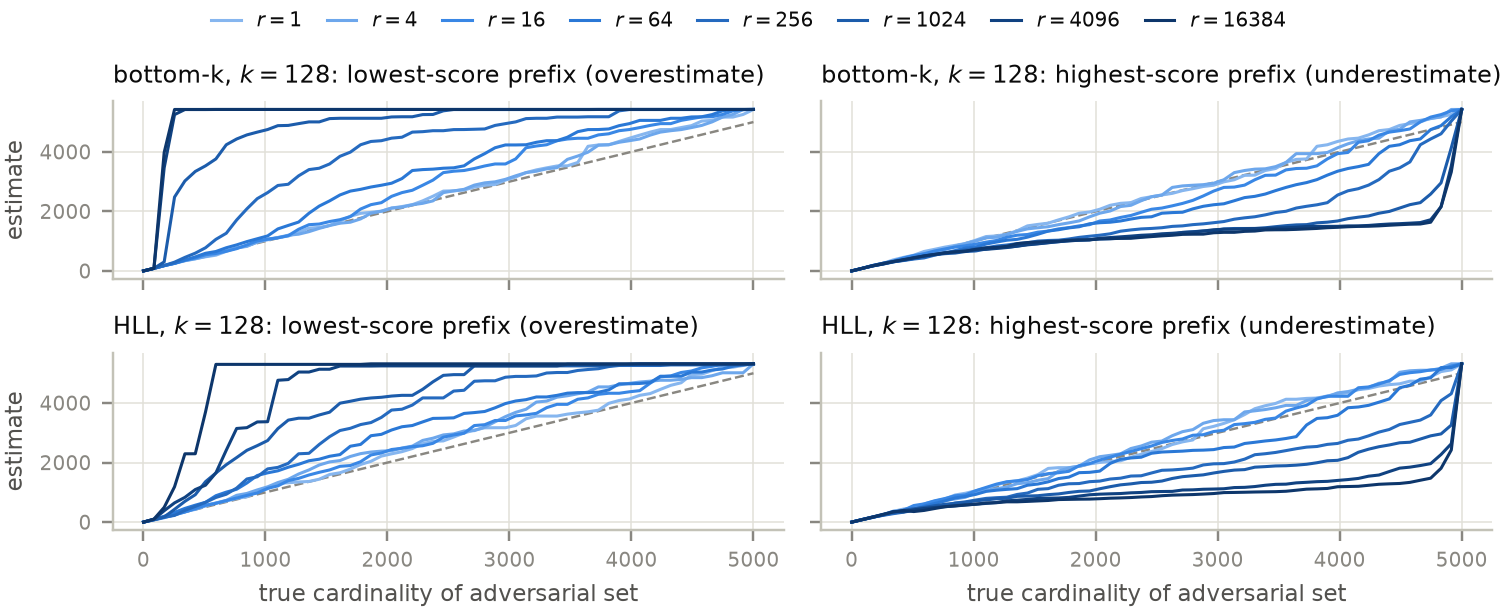 r = 1 r = 4 r = 16 r = 64 r = 256 r = 1024 r = 4096 r = 16384
bottom-k, k = 128: lowest-score prefix (overestimate)
bottom-k, k = 128: highest-score prefix (underestimate)
estimate
4000
2000
0
HLL, k = 128: lowest-score prefix (overestimate)
HLL, k = 128: highest-score prefix (underestimate)
estimate
4000
2000
0
0 1000 2000 3000 4000 5000
0 1000 2000 3000 4000 5000
true cardinality of adversarial set
true cardinality of adversarial set